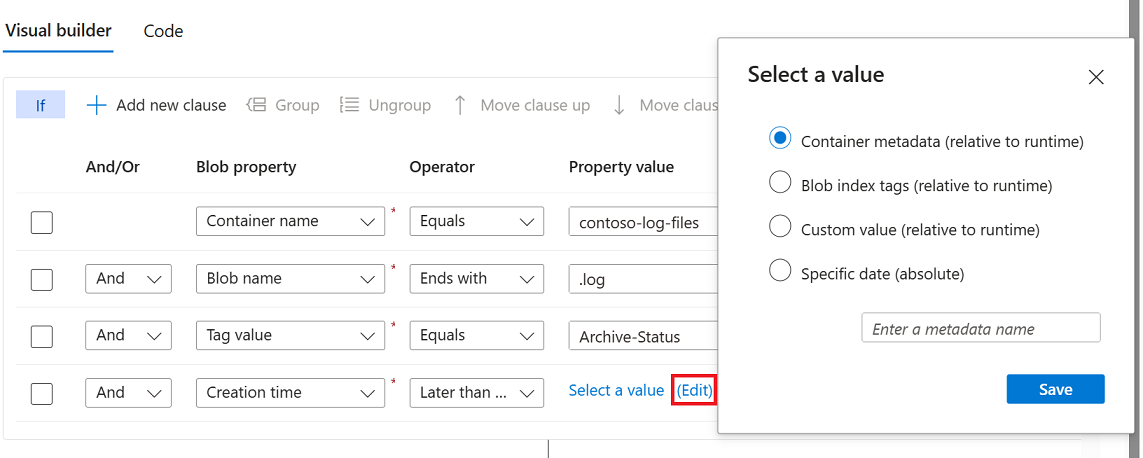 Visual builder Code
If Add new clause Group Ungroup Move clause up Move claus
And/Or Blob property Operator Property value
Container name * Equals contoso-log-files
And Blob name * Ends with .log
And Tag value * Equals Archive-Status
And Creation time * Later than ... Select a value (Edit)
Select a value
Container metadata (relative to runtime)
Blob index tags (relative to runtime)
Custom value (relative to runtime)
Specific date (absolute)
Enter a metadata name
Save